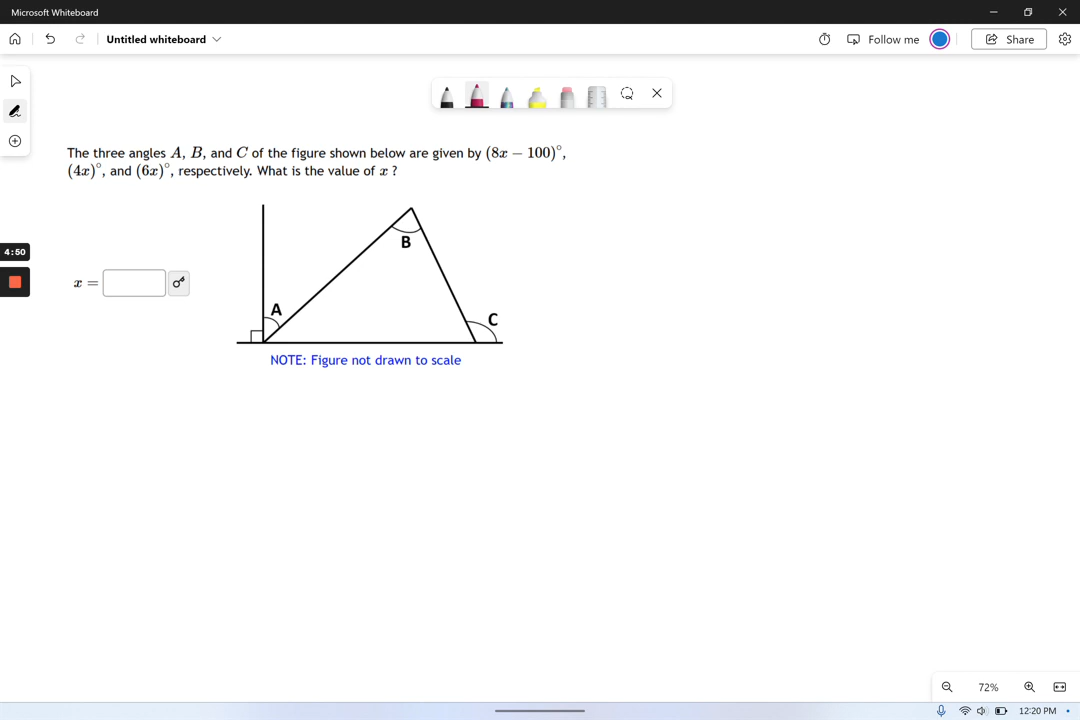 Microsoft Whiteboard
Untitled whiteboard
Follow me
Share
The three angles A, B, and C of the figure shown below are given by (8x − 100)°,
(4x)°, and (6x)°, respectively. What is the value of x ?
4:50
x =
B
A
C
NOTE: Figure not drawn to scale
72%
12:20 PM